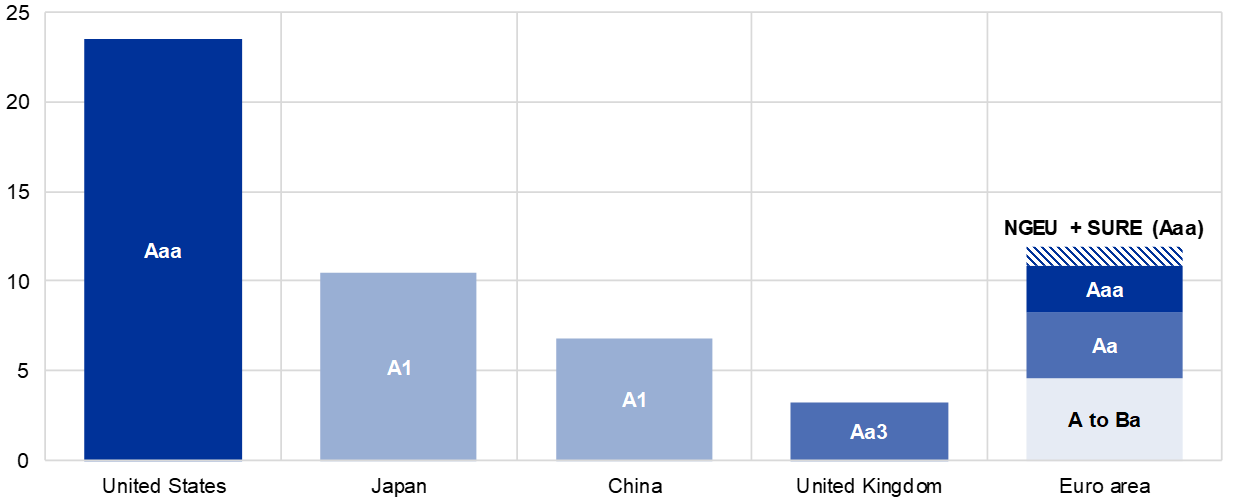 25
20
15
10
5
0
Aaa
A1
A1
Aa3
NGEU + SURE (Aaa)
Aaa
Aa
A to Ba
United States
Japan
China
United Kingdom
Euro area